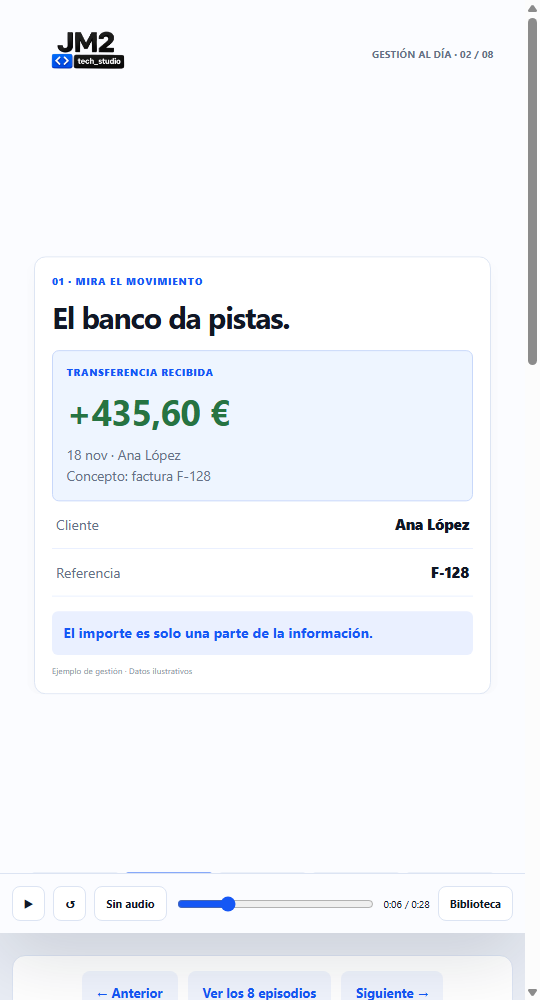 JM2
<> tech_studio
GESTIÓN AL DÍA · 02 / 08
01 · MIRA EL MOVIMIENTO
El banco da pistas.
TRANSFERENCIA RECIBIDA
+435,60 €
18 nov · Ana López
Concepto: factura F-128
Cliente Ana López
Referencia F-128
El importe es solo una parte de la información.
Ejemplo de gestión · Datos ilustrativos
Sin audio 0:06 / 0:28 Biblioteca
← Anterior Ver los 8 episodios Siguiente →